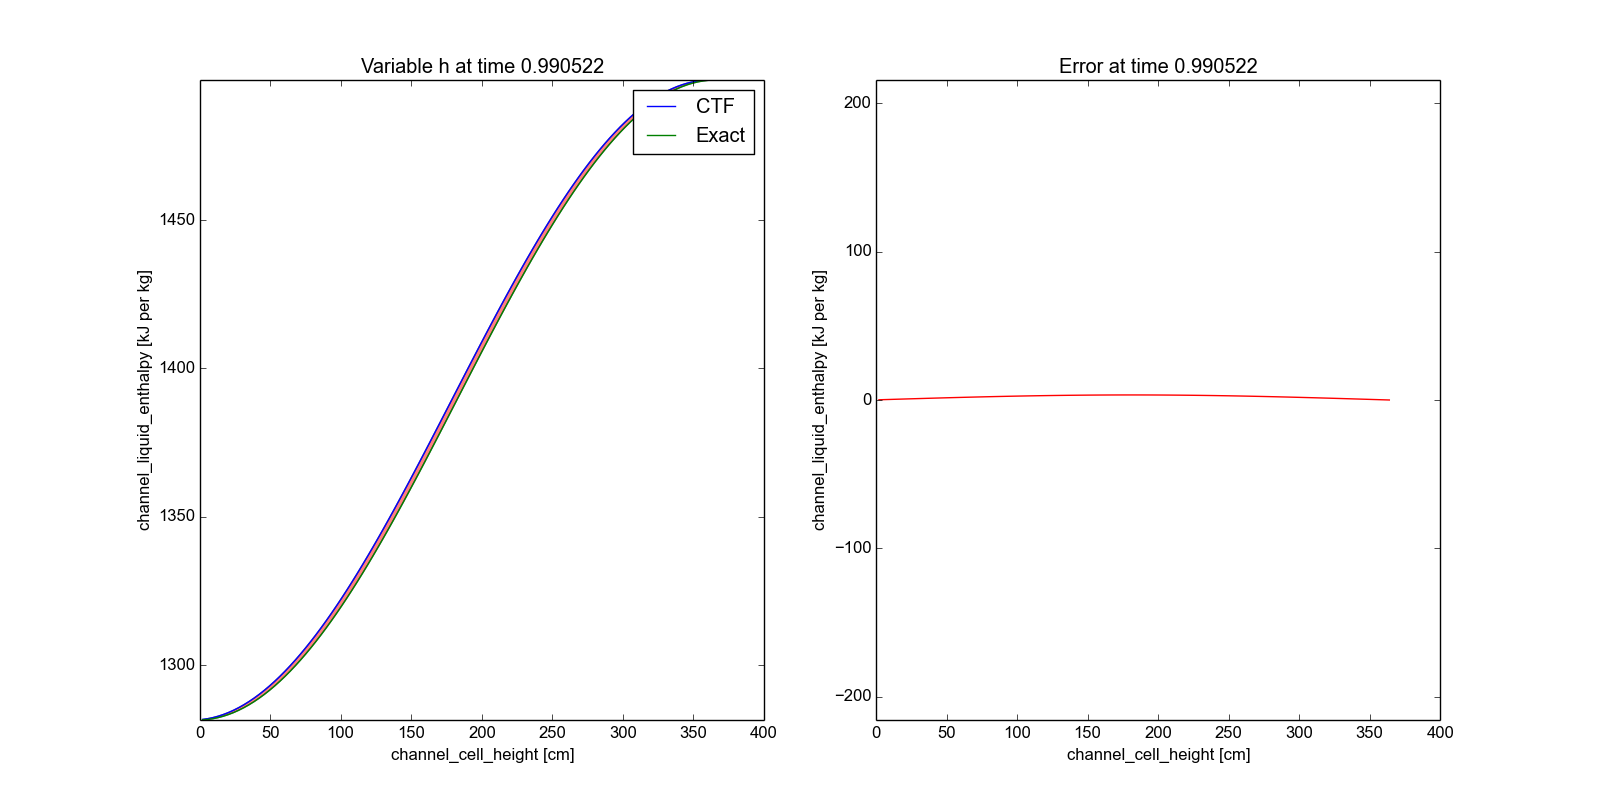 Variable h at time 0.990522
CTF
Exact
1450
1400
1350
1300
channel_liquid_enthalpy [kJ per kg]
0 50 100 150 200 250 300 350 400
channel_cell_height [cm]
Error at time 0.990522
200
100
0
−100
−200
channel_liquid_enthalpy [kJ per kg]
0 50 100 150 200 250 300 350 400
channel_cell_height [cm]